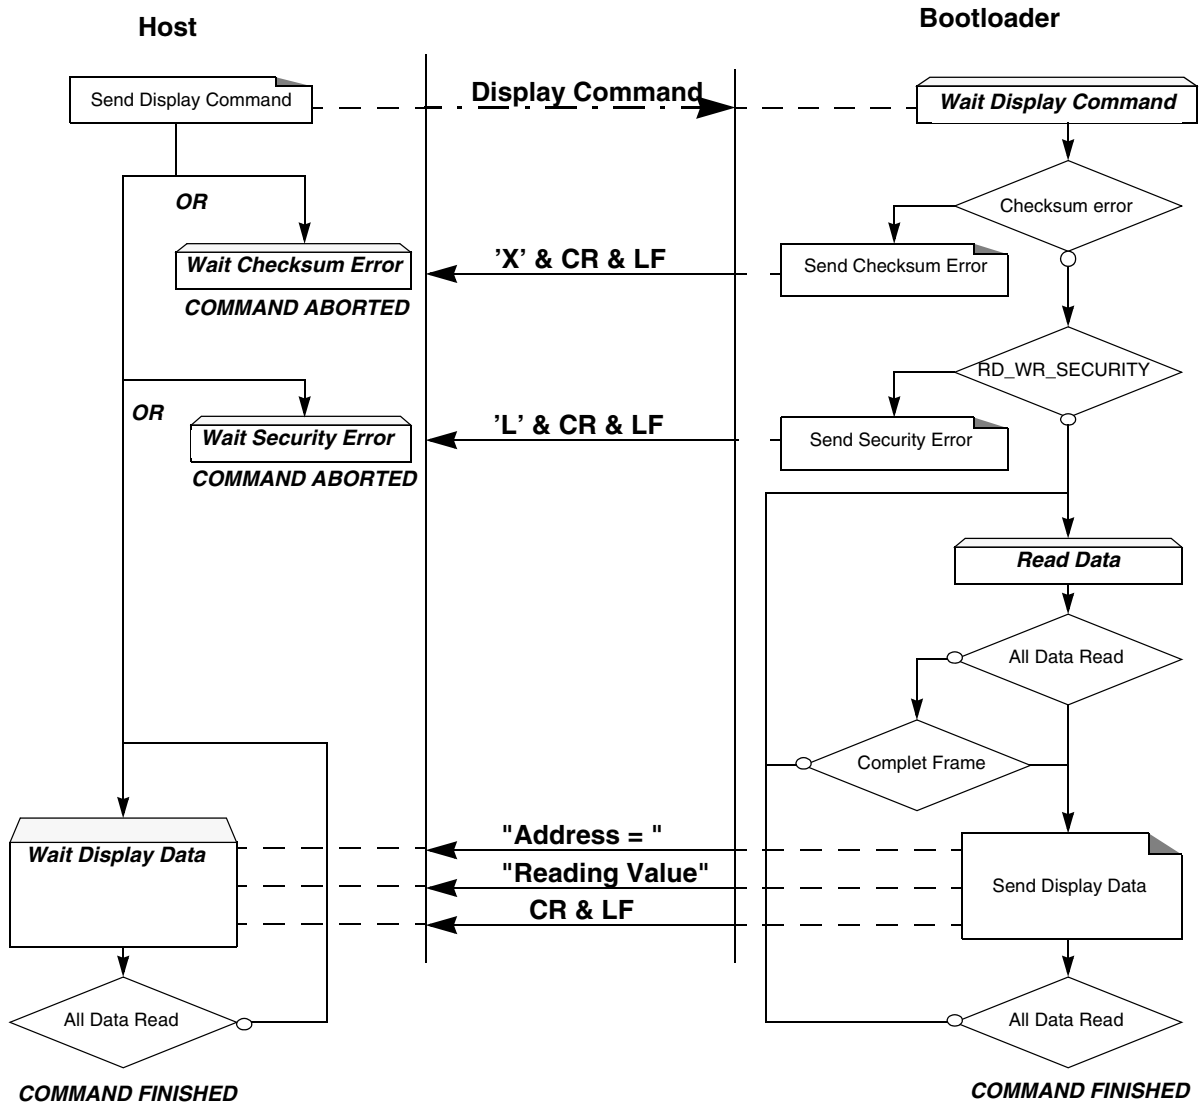 Host
Bootloader
Send Display Command
Display Command
Wait Display Command
OR
Checksum error
Wait Checksum Error
’X’ & CR & LF
Send Checksum Error
COMMAND ABORTED
RD_WR_SECURITY
OR
Wait Security Error
’L’ & CR & LF
Send Security Error
COMMAND ABORTED
Read Data
All Data Read
Complet Frame
Wait Display Data
"Address = "
"Reading Value"
CR & LF
Send Display Data
All Data Read
All Data Read
COMMAND FINISHED
COMMAND FINISHED